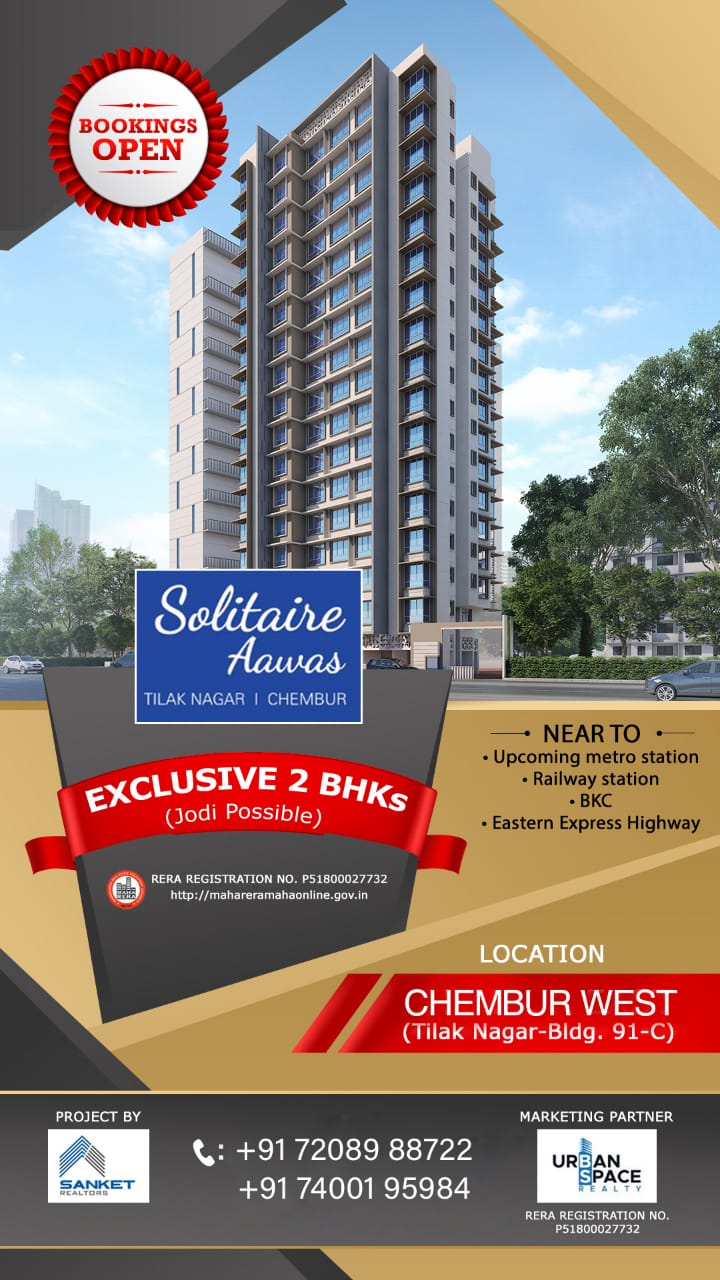 BOOKINGS
OPEN
Solitaire
Aawas
TILAK NAGAR | CHEMBUR
EXCLUSIVE 2 BHKs
(Jodi Possible)
RERA REGISTRATION NO. P51800027732
http://mahareramahaonline.gov.in
NEAR TO
• Upcoming metro station
• Railway station
• BKC
• Eastern Express Highway
LOCATION
CHEMBUR WEST
(Tilak Nagar-Bldg. 91-C)
PROJECT BY
SANKET
REALTORS
: +91 72089 88722
+91 74001 95984
MARKETING PARTNER
URBAN
SPACE
REALTY
RERA REGISTRATION NO.
P51800027732